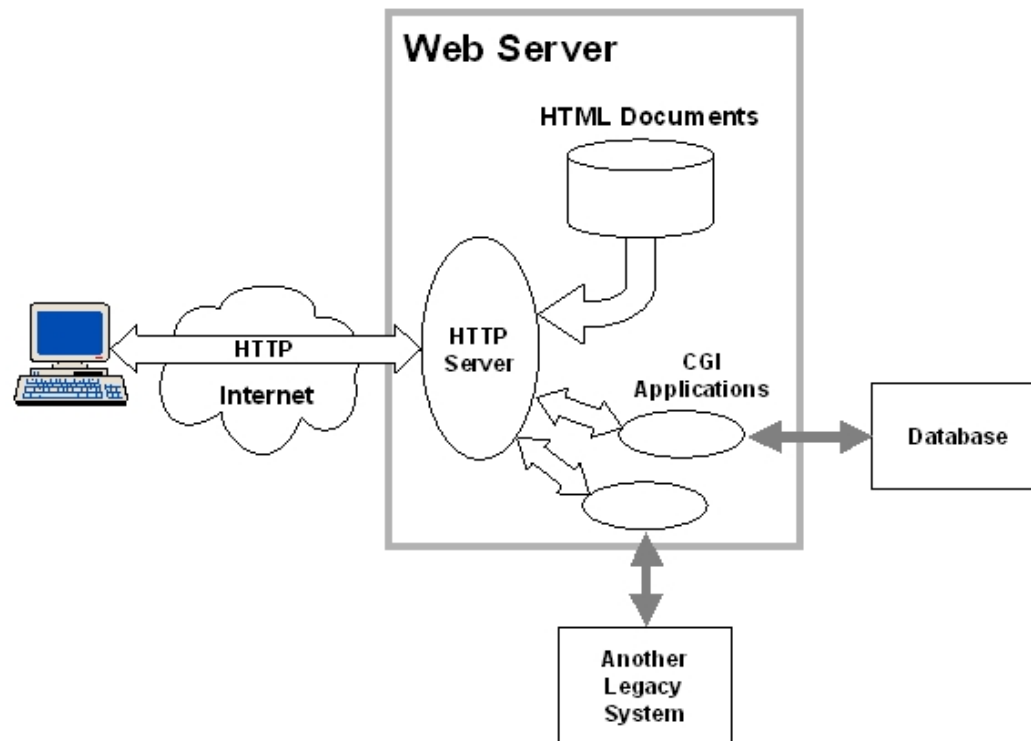 Web Server
HTML Documents
HTTP
Internet
HTTP
Server
CGI
Applications
Database
Another
Legacy
System